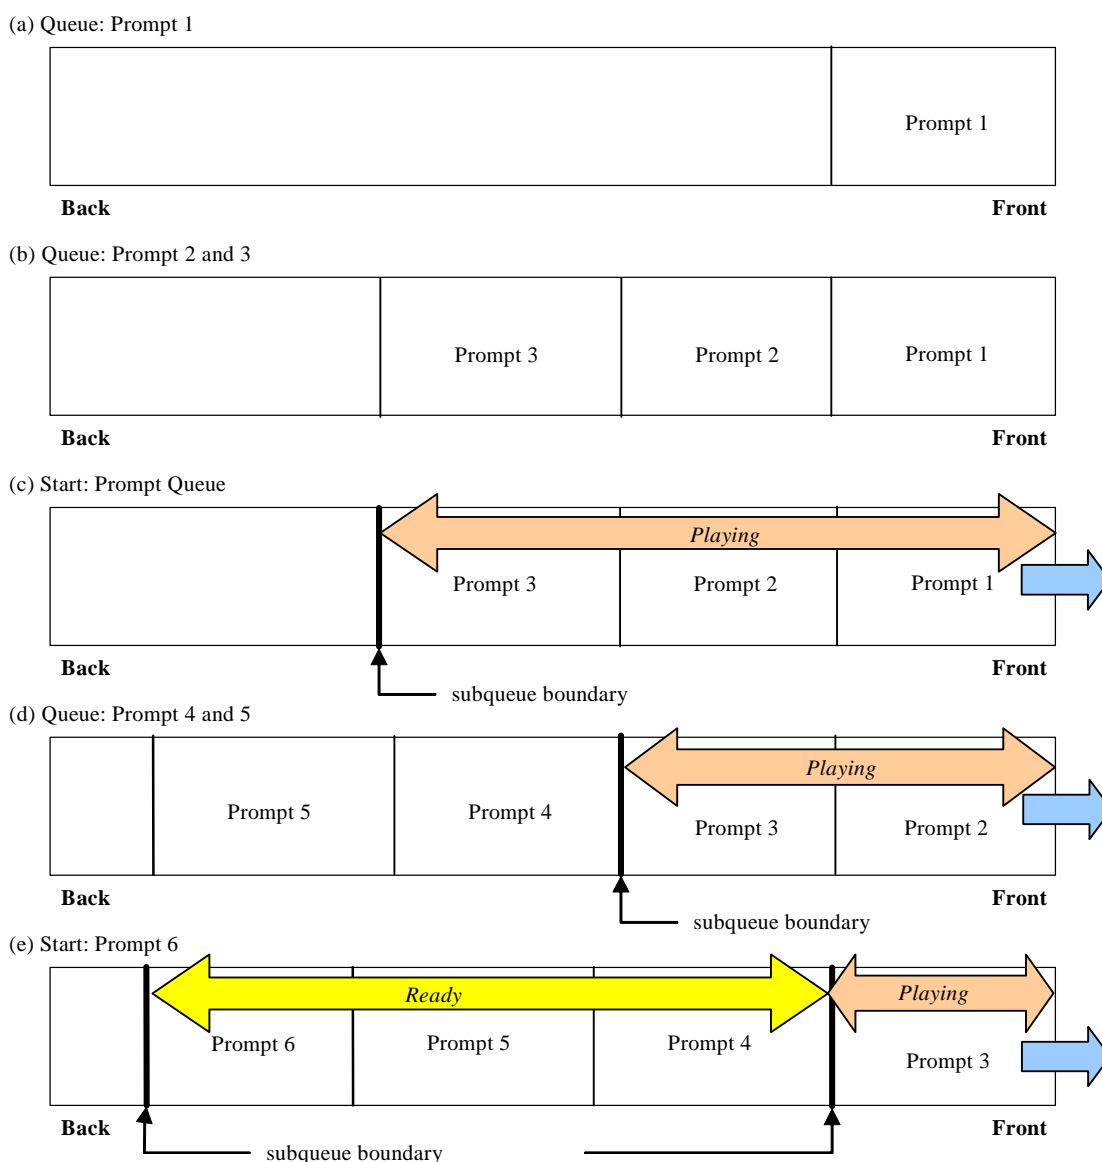 (a) Queue: Prompt 1
Prompt 1
Back Front
(b) Queue: Prompt 2 and 3
Prompt 3 Prompt 2 Prompt 1
Back Front
(c) Start: Prompt Queue
Playing
Prompt 3 Prompt 2 Prompt 1
Back Front
subqueue boundary
(d) Queue: Prompt 4 and 5
Playing
Prompt 5 Prompt 4 Prompt 3 Prompt 2
Back Front
subqueue boundary
(e) Start: Prompt 6
Ready Playing
Prompt 6 Prompt 5 Prompt 4 Prompt 3
Back Front
subqueue boundary